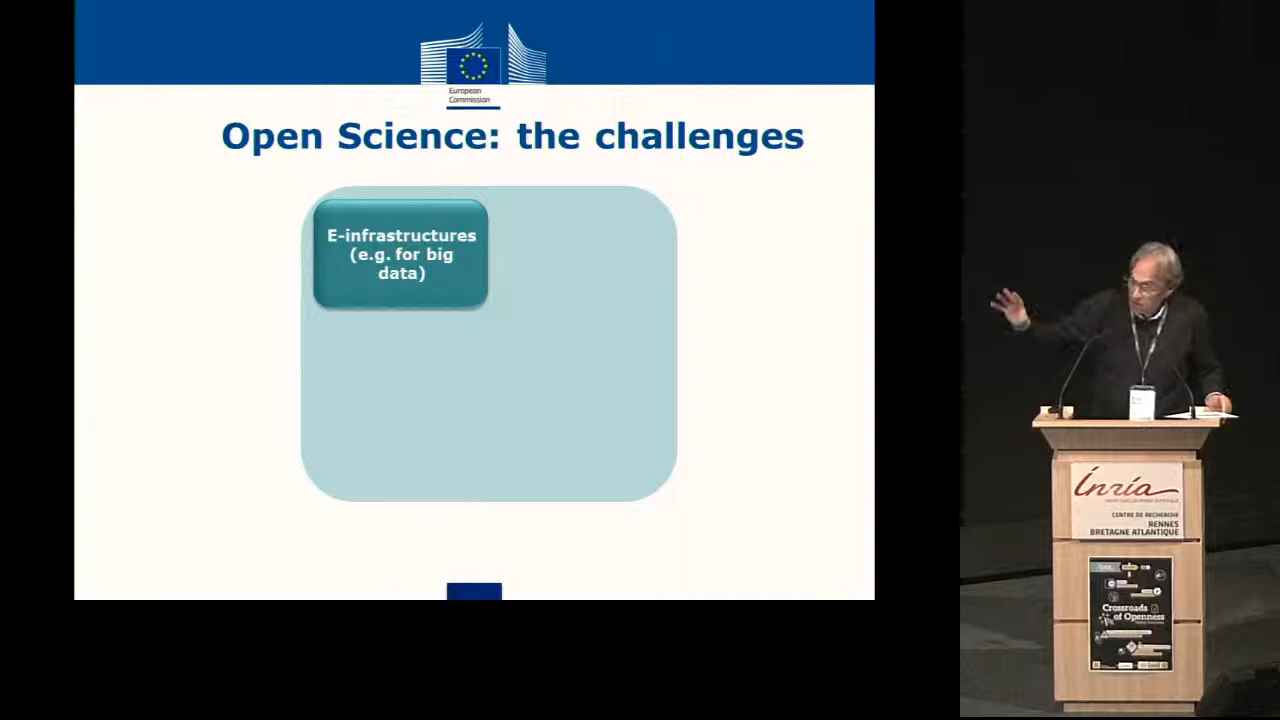 European
Commission
Open Science: the challenges
E-infrastructures
(e.g. for big
data)
inria
CENTRE DE RECHERCHE
RENNES
BRETAGNE ATLANTIQUE
Crossroads
of Openness